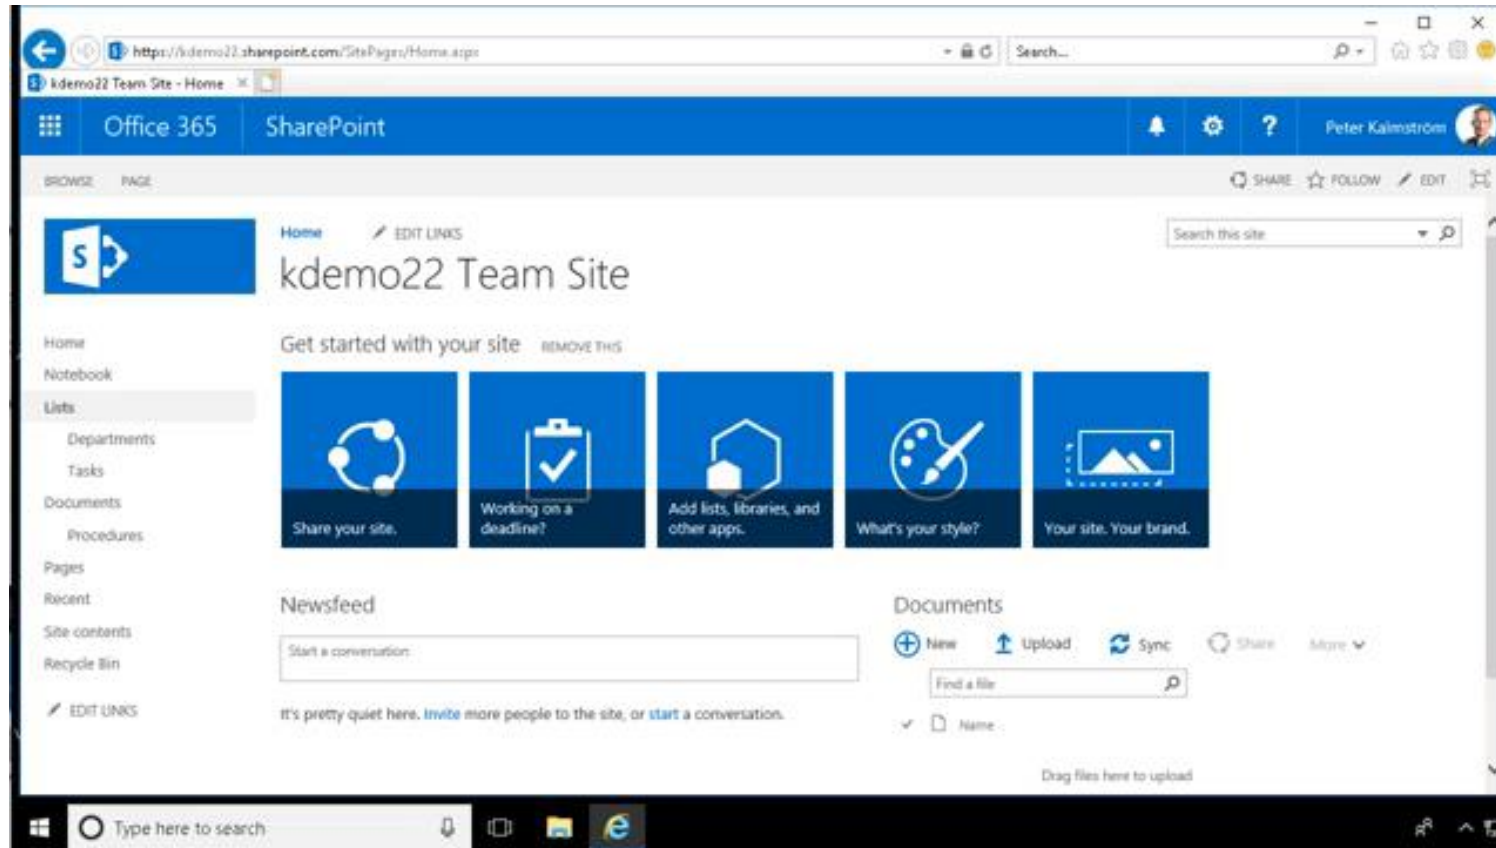 https://kdemo22.sharepoint.com/SitePages/Home.aspx
Search...
kdemo22 Team Site - Home
Office 365
SharePoint
Peter Kalmström
BROWSE
PAGE
SHARE
FOLLOW
EDIT
S
Home
EDIT LINKS
Search this site
kdemo22 Team Site
Home
Notebook
Lists
Departments
Tasks
Documents
Procedures
Pages
Recent
Site contents
Recycle Bin
EDIT LINKS
Get started with your site
REMOVE THIS
Share your site.
Working on a
deadline?
Add lists, libraries, and
other apps.
What's your style?
Your site. Your brand.
Newsfeed
Start a conversation
It's pretty quiet here. Invite more people to the site, or start a conversation.
Documents
New
Upload
Sync
Share
More
Find a file
Name
Drag files here to upload
Type here to search